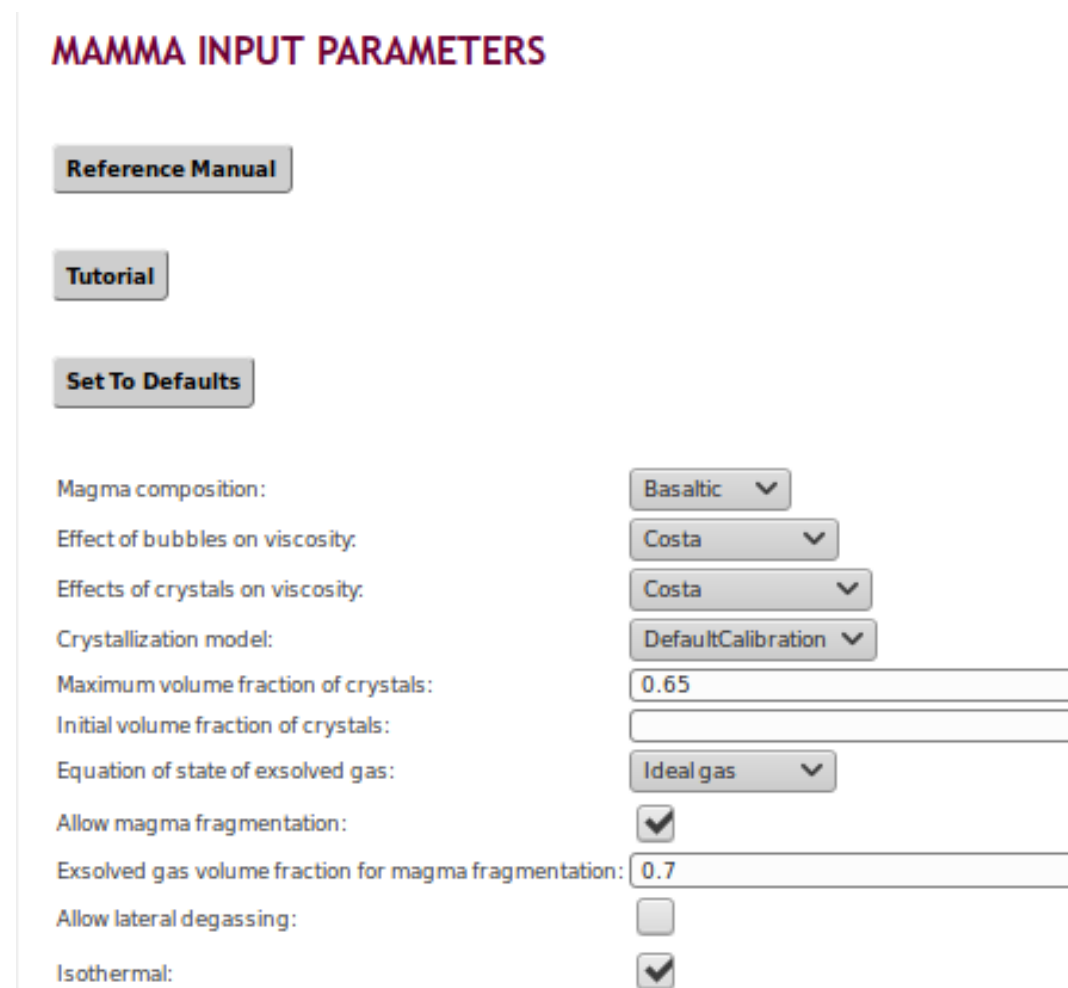 MAMMA INPUT PARAMETERS
Reference Manual
Tutorial
Set To Defaults
Magma composition: Basaltic
Effect of bubbles on viscosity: Costa
Effects of crystals on viscosity: Costa
Crystallization model: DefaultCalibration
Maximum volume fraction of crystals: 0.65
Initial volume fraction of crystals:
Equation of state of exsolved gas: Ideal gas
Allow magma fragmentation:
Exsolved gas volume fraction for magma fragmentation: 0.7
Allow lateral degassing:
Isothermal: